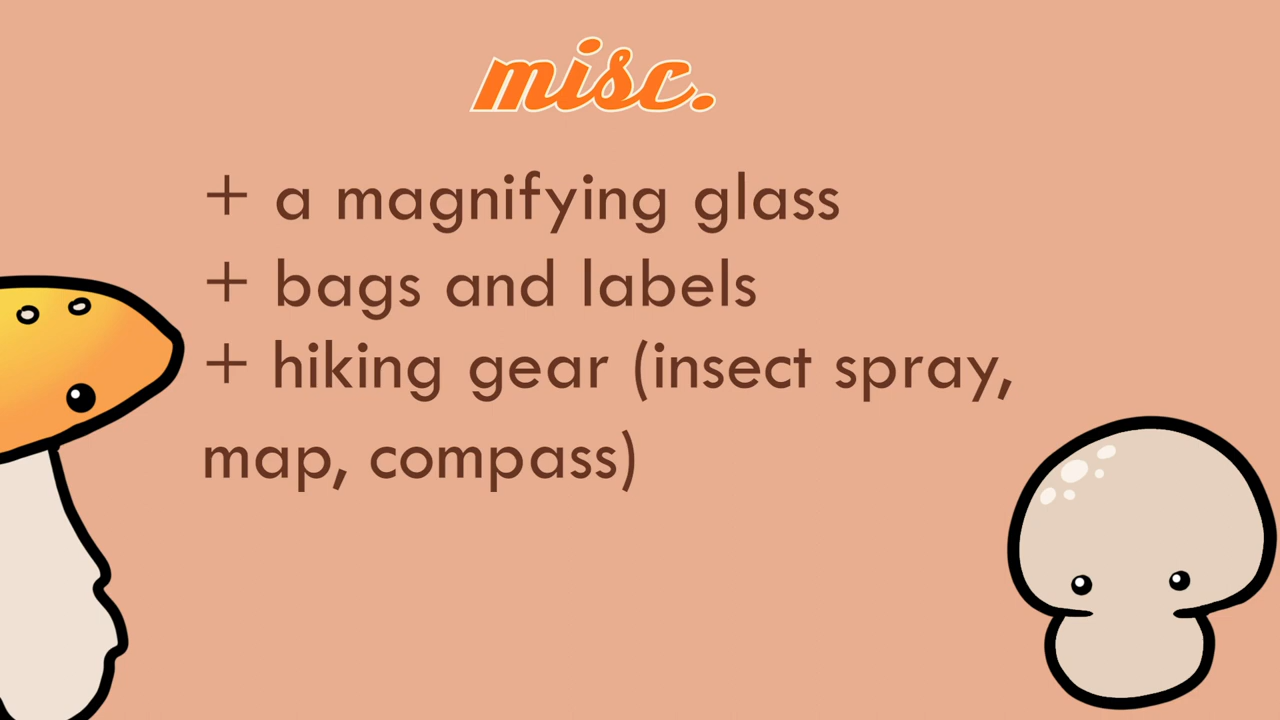 misc.
+ a magnifying glass
+ bags and labels
+ hiking gear (insect spray,
map, compass)